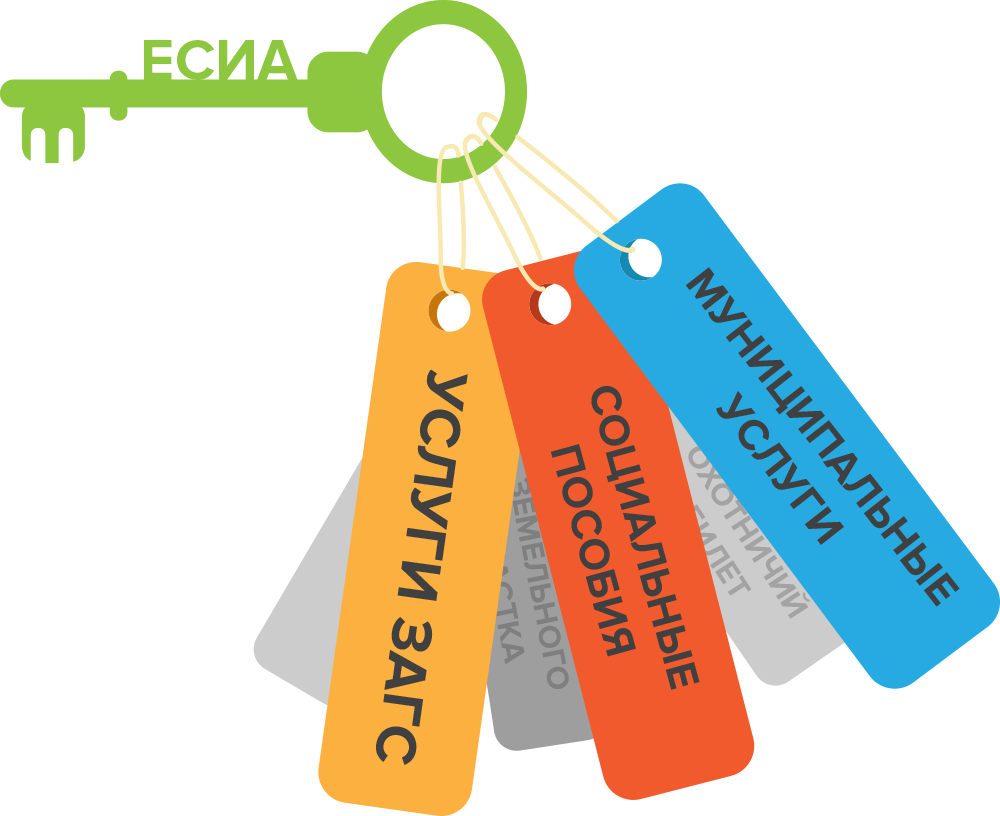 ЕСИА
УСЛУГИ ЗАГС
СОЦИАЛЬНЫЕ
ПОСОБИЯ
МУНИЦИПАЛЬНЫЕ
УСЛУГИ
ЗЕМЕЛЬНОГО
ОХОТНИЧИЙ